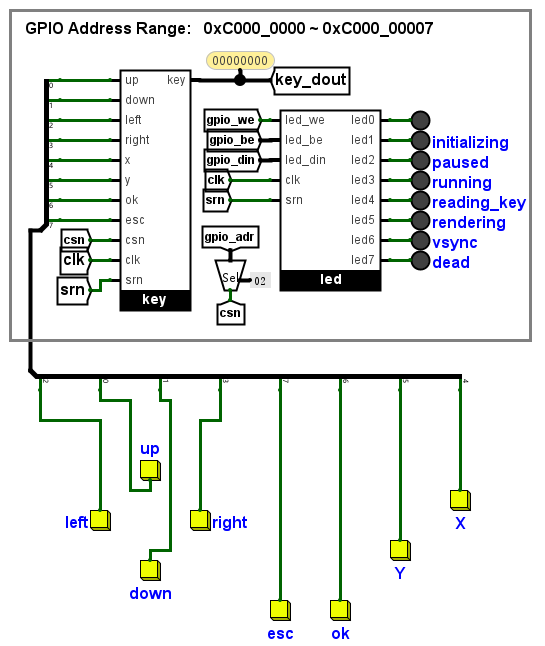 GPIO Address Range: 0xC000_0000 ~ 0xC000_00007
00000000
key_dout
up key
down
left
right
x
y
ok
esc
csn
clk
srn
key
0
1
2
3
4
5
6
7
csn
clk
srn
gpio_we
gpio_be
gpio_din
clk
srn
led_we led0
led_be led1
led_din led2
clk led3
srn led4
led5
led6
led7
led
initializing
paused
running
reading_key
rendering
vsync
dead
gpio_adr
Sel
02
csn
2 0 1 3 7 6 5 4
up
left
right
down
X
Y
esc
ok